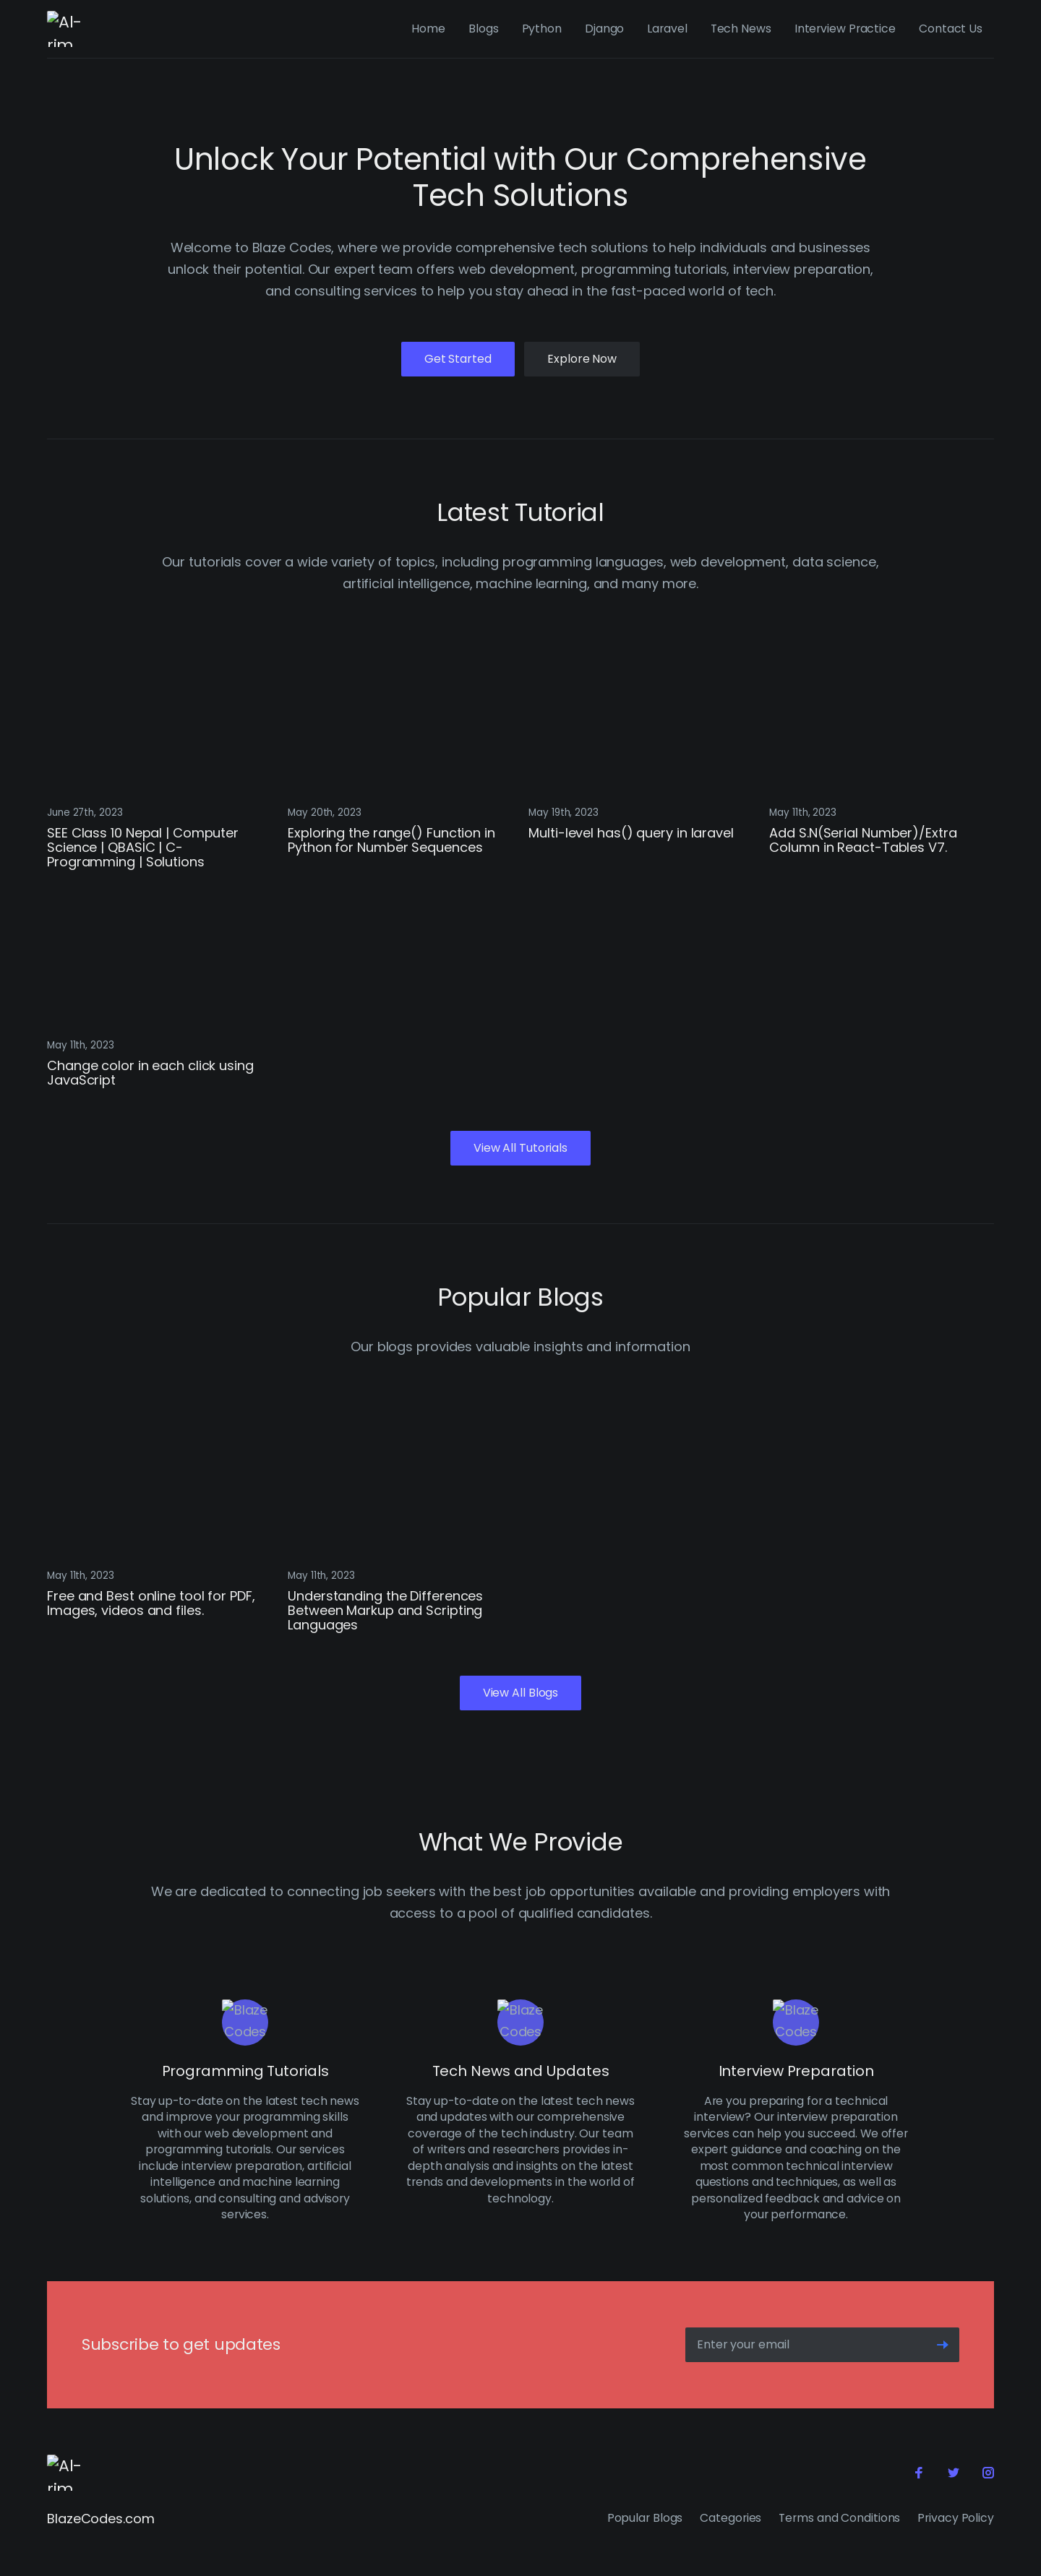 Al-
rim
Home Blogs Python Django Laravel Tech News Interview Practice Contact Us
Unlock Your Potential with Our Comprehensive
Tech Solutions
Welcome to Blaze Codes, where we provide comprehensive tech solutions to help individuals and businesses
unlock their potential. Our expert team offers web development, programming tutorials, interview preparation,
and consulting services to help you stay ahead in the fast-paced world of tech.
Get Started Explore Now
Latest Tutorial
Our tutorials cover a wide variety of topics, including programming languages, web development, data science,
artificial intelligence, machine learning, and many more.
June 27th, 2023
SEE Class 10 Nepal | Computer
Science | QBASIC | C-
Programming | Solutions
May 20th, 2023
Exploring the range() Function in
Python for Number Sequences
May 19th, 2023
Multi-level has() query in laravel
May 11th, 2023
Add S.N(Serial Number)/Extra
Column in React-Tables V7.
May 11th, 2023
Change color in each click using
JavaScript
View All Tutorials
Popular Blogs
Our blogs provides valuable insights and information
May 11th, 2023
Free and Best online tool for PDF,
Images, videos and files.
May 11th, 2023
Understanding the Differences
Between Markup and Scripting
Languages
View All Blogs
What We Provide
We are dedicated to connecting job seekers with the best job opportunities available and providing employers with
access to a pool of qualified candidates.
Blaze
Codes
Programming Tutorials
Stay up-to-date on the latest tech news
and improve your programming skills
with our web development and
programming tutorials. Our services
include interview preparation, artificial
intelligence and machine learning
solutions, and consulting and advisory
services.
Blaze
Codes
Tech News and Updates
Stay up-to-date on the latest tech news
and updates with our comprehensive
coverage of the tech industry. Our team
of writers and researchers provides in-
depth analysis and insights on the latest
trends and developments in the world of
technology.
Blaze
Codes
Interview Preparation
Are you preparing for a technical
interview? Our interview preparation
services can help you succeed. We offer
expert guidance and coaching on the
most common technical interview
questions and techniques, as well as
personalized feedback and advice on
your performance.
Subscribe to get updates
Enter your email
Al-
rim
BlazeCodes.com
Popular Blogs Categories Terms and Conditions Privacy Policy